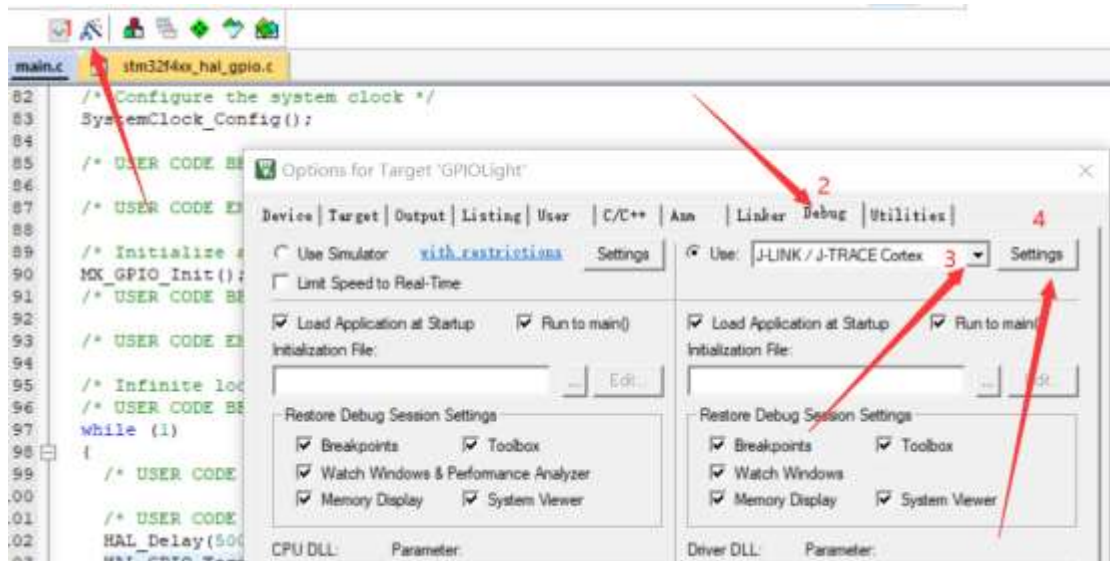 main.c stm32f4xx_hal_gpio.c
82 /* Configure the system clock */
83 SystemClock_Config();
84
85 /* USER CODE BE
86
87 /* USER CODE EN
88
89 /* Initialize a
90 MX_GPIO_Init();
91 /* USER CODE BE
92
93 /* USER CODE EN
94
95 /* Infinite loo
96 /* USER CODE BE
97 while (1)
98 {
99 /* USER CODE
00
01 /* USER CODE
02 HAL_Delay(500
Options for Target 'GPIOLight'
2
Device Target Output Listing User C/C++ Asm Linker Debug Utilities
4
Use Simulator with restrictions Settings Use: J-LINK / J-TRACE Cortex 3 Settings
Limit Speed to Real-Time
Load Application at Startup Run to main() Load Application at Startup Run to main()
Initialization File: Initialization File:
... Edit... ... Edit...
Restore Debug Session Settings Restore Debug Session Settings
Breakpoints Toolbox Breakpoints Toolbox
Watch Windows & Performance Analyzer Watch Windows
Memory Display System Viewer Memory Display System Viewer
CPU DLL: Parameter: Driver DLL: Parameter: